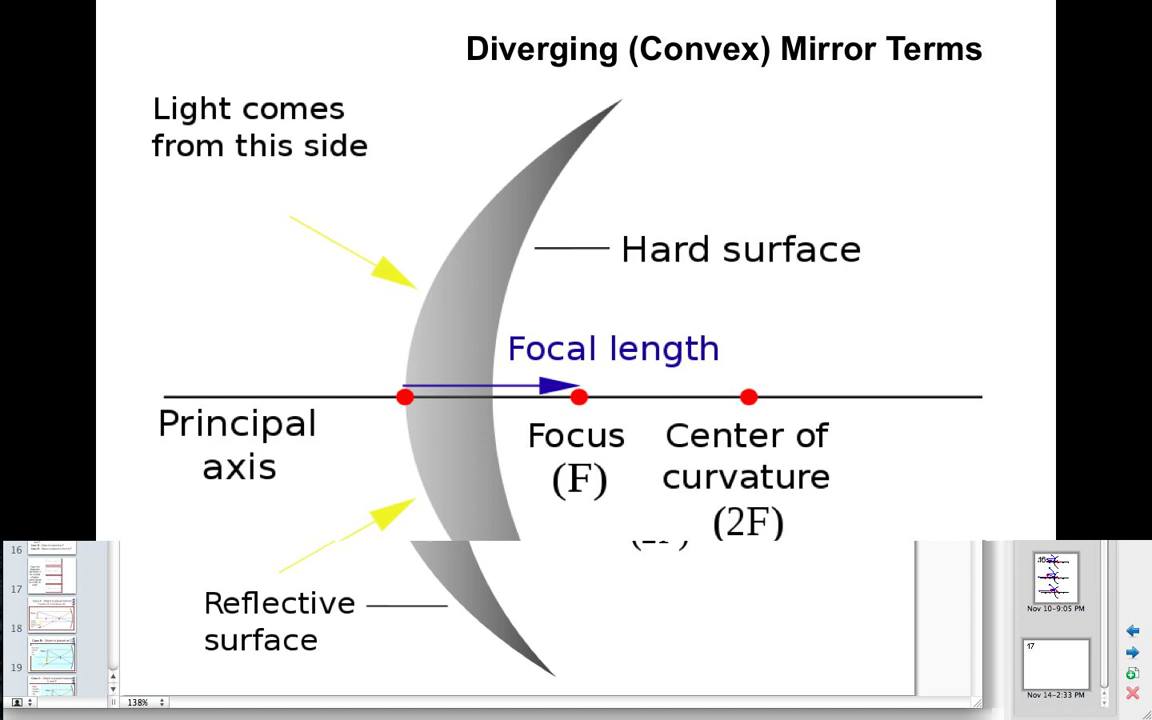 Diverging (Convex) Mirror Terms
Light comes
from this side
Hard surface
Focal length
Principal
axis
Focus
(F)
Center of
curvature
(2F)
Reflective
surface
16
17
18
19
138%
Nov 10-9:05 PM
17
Nov 14-2:33 PM